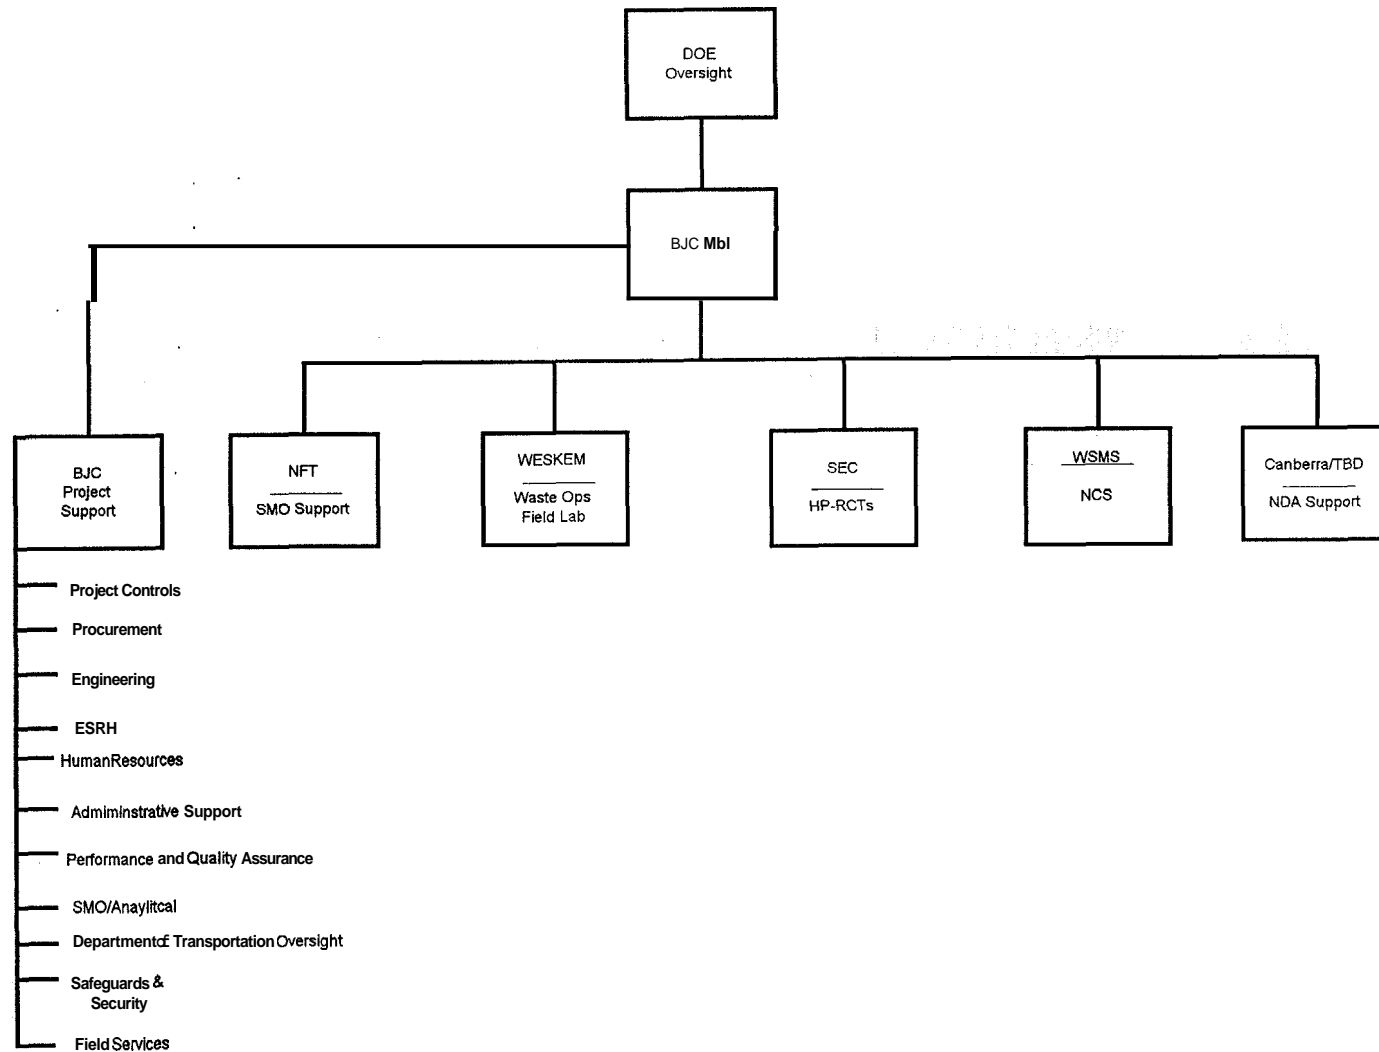 DOE
Oversight
BJC Mbl
BJC
Project
Support
NFT
SMO Support
WESKEM
Waste Ops
Field Lab
SEC
HP-RCTs
WSMS
NCS
Canberra/TBD
NDA Support
Project Controls
Procurement
Engineering
ESRH
HumanResources
Admiminstrative Support
Performance and Quality Assurance
SMO/Anaylitcal
Departmentof Transportation Oversight
Safeguards &
Security
Field Services